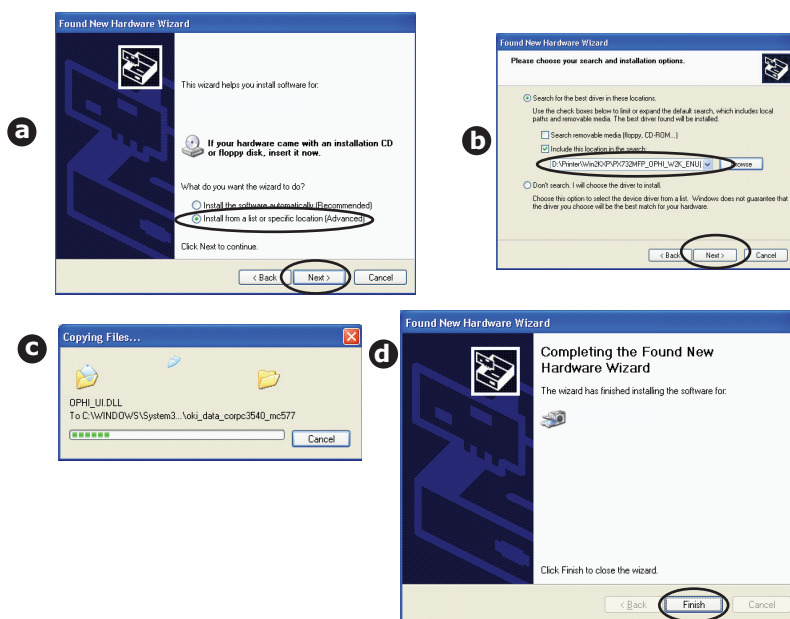 a
Found New Hardware Wizard
This wizard helps you install software for:
If your hardware came with an installation CD
or floppy disk, insert it now.
What do you want the wizard to do?
Install the software automatically (Recommended)
Install from a list or specific location (Advanced)
Click Next to continue.
< Back
Next >
Cancel
b
Found New Hardware Wizard
Please choose your search and installation options.
Search for the best driver in these locations.
Use the check boxes below to limit or expand the default search, which includes local
paths and removable media. The best driver found will be installed.
Search removable media (floppy, CD-ROM...)
Include this location in the search:
D:\Printer\Win2KXP\PX732MFP_OPHI_W2K_ENU\
Browse
Don't search. I will choose the driver to install.
Choose this option to select the device driver from a list. Windows does not guarantee that
the driver you choose will be the best match for your hardware.
< Back
Next >
Cancel
c
Copying Files...
OPHI_UI.DLL
To C:\WINDOWS\System3...\oki_data_corpc3540_mc577
Cancel
d
Found New Hardware Wizard
Completing the Found New
Hardware Wizard
The wizard has finished installing the software for:
Click Finish to close the wizard.
< Back
Finish
Cancel